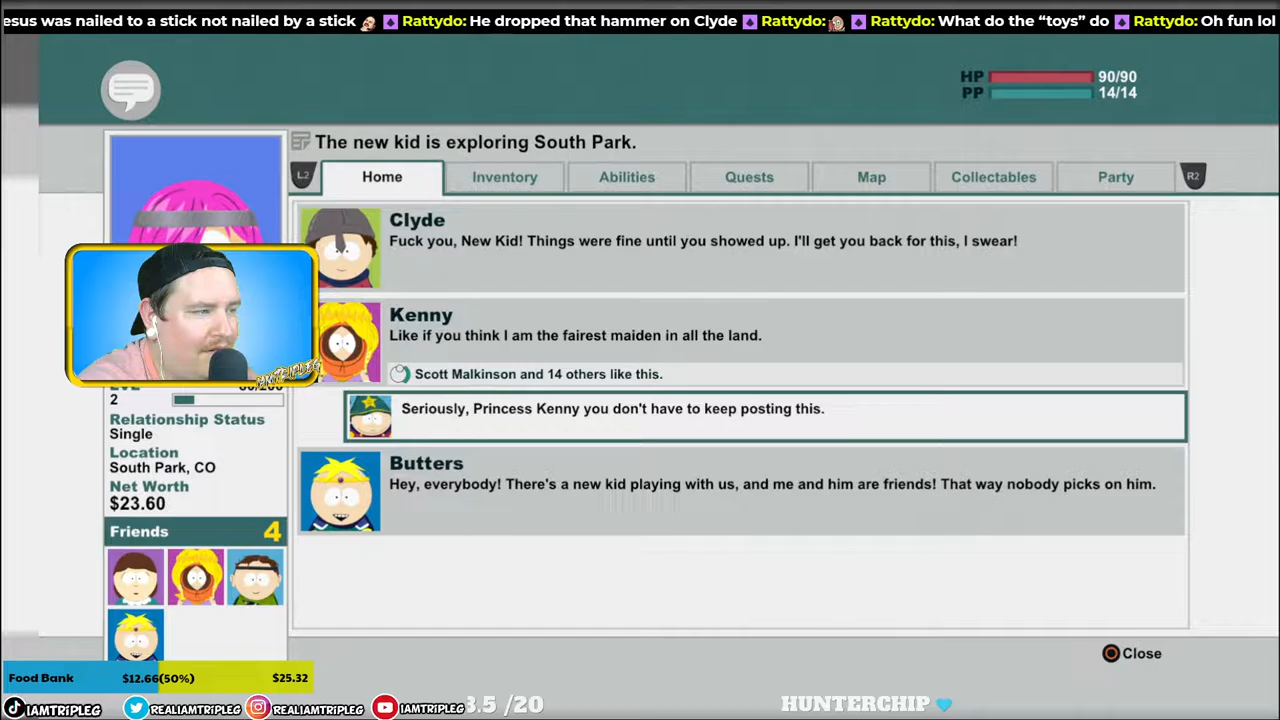 esus was nailed to a stick not nailed by a stick Rattydo: He dropped that hammer on Clyde Rattydo: Rattydo: What do the “toys” do Rattydo: Oh fun lol
HP 90/90
PP 14/14
The new kid is exploring South Park.
L2 Home Inventory Abilities Quests Map Collectables Party R2
Clyde
Fuck you, New Kid! Things were fine until you showed up. I'll get you back for this, I swear!
Kenny
Like if you think I am the fairest maiden in all the land.
Scott Malkinson and 14 others like this.
Seriously, Princess Kenny you don't have to keep posting this.
Butters
Hey, everybody! There's a new kid playing with us, and me and him are friends! That way nobody picks on him.
IAMTRIPLEG
2
Relationship Status
Single
Location
South Park, CO
Net Worth
$23.60
Friends 4
Close
Food Bank $12.66(50%) $25.32
IAMTRIPLEG REALIAMTRIPLEG REALIAMTRIPLEG IAMTRIPLEG 3.5 /20 HUNTERCHIP